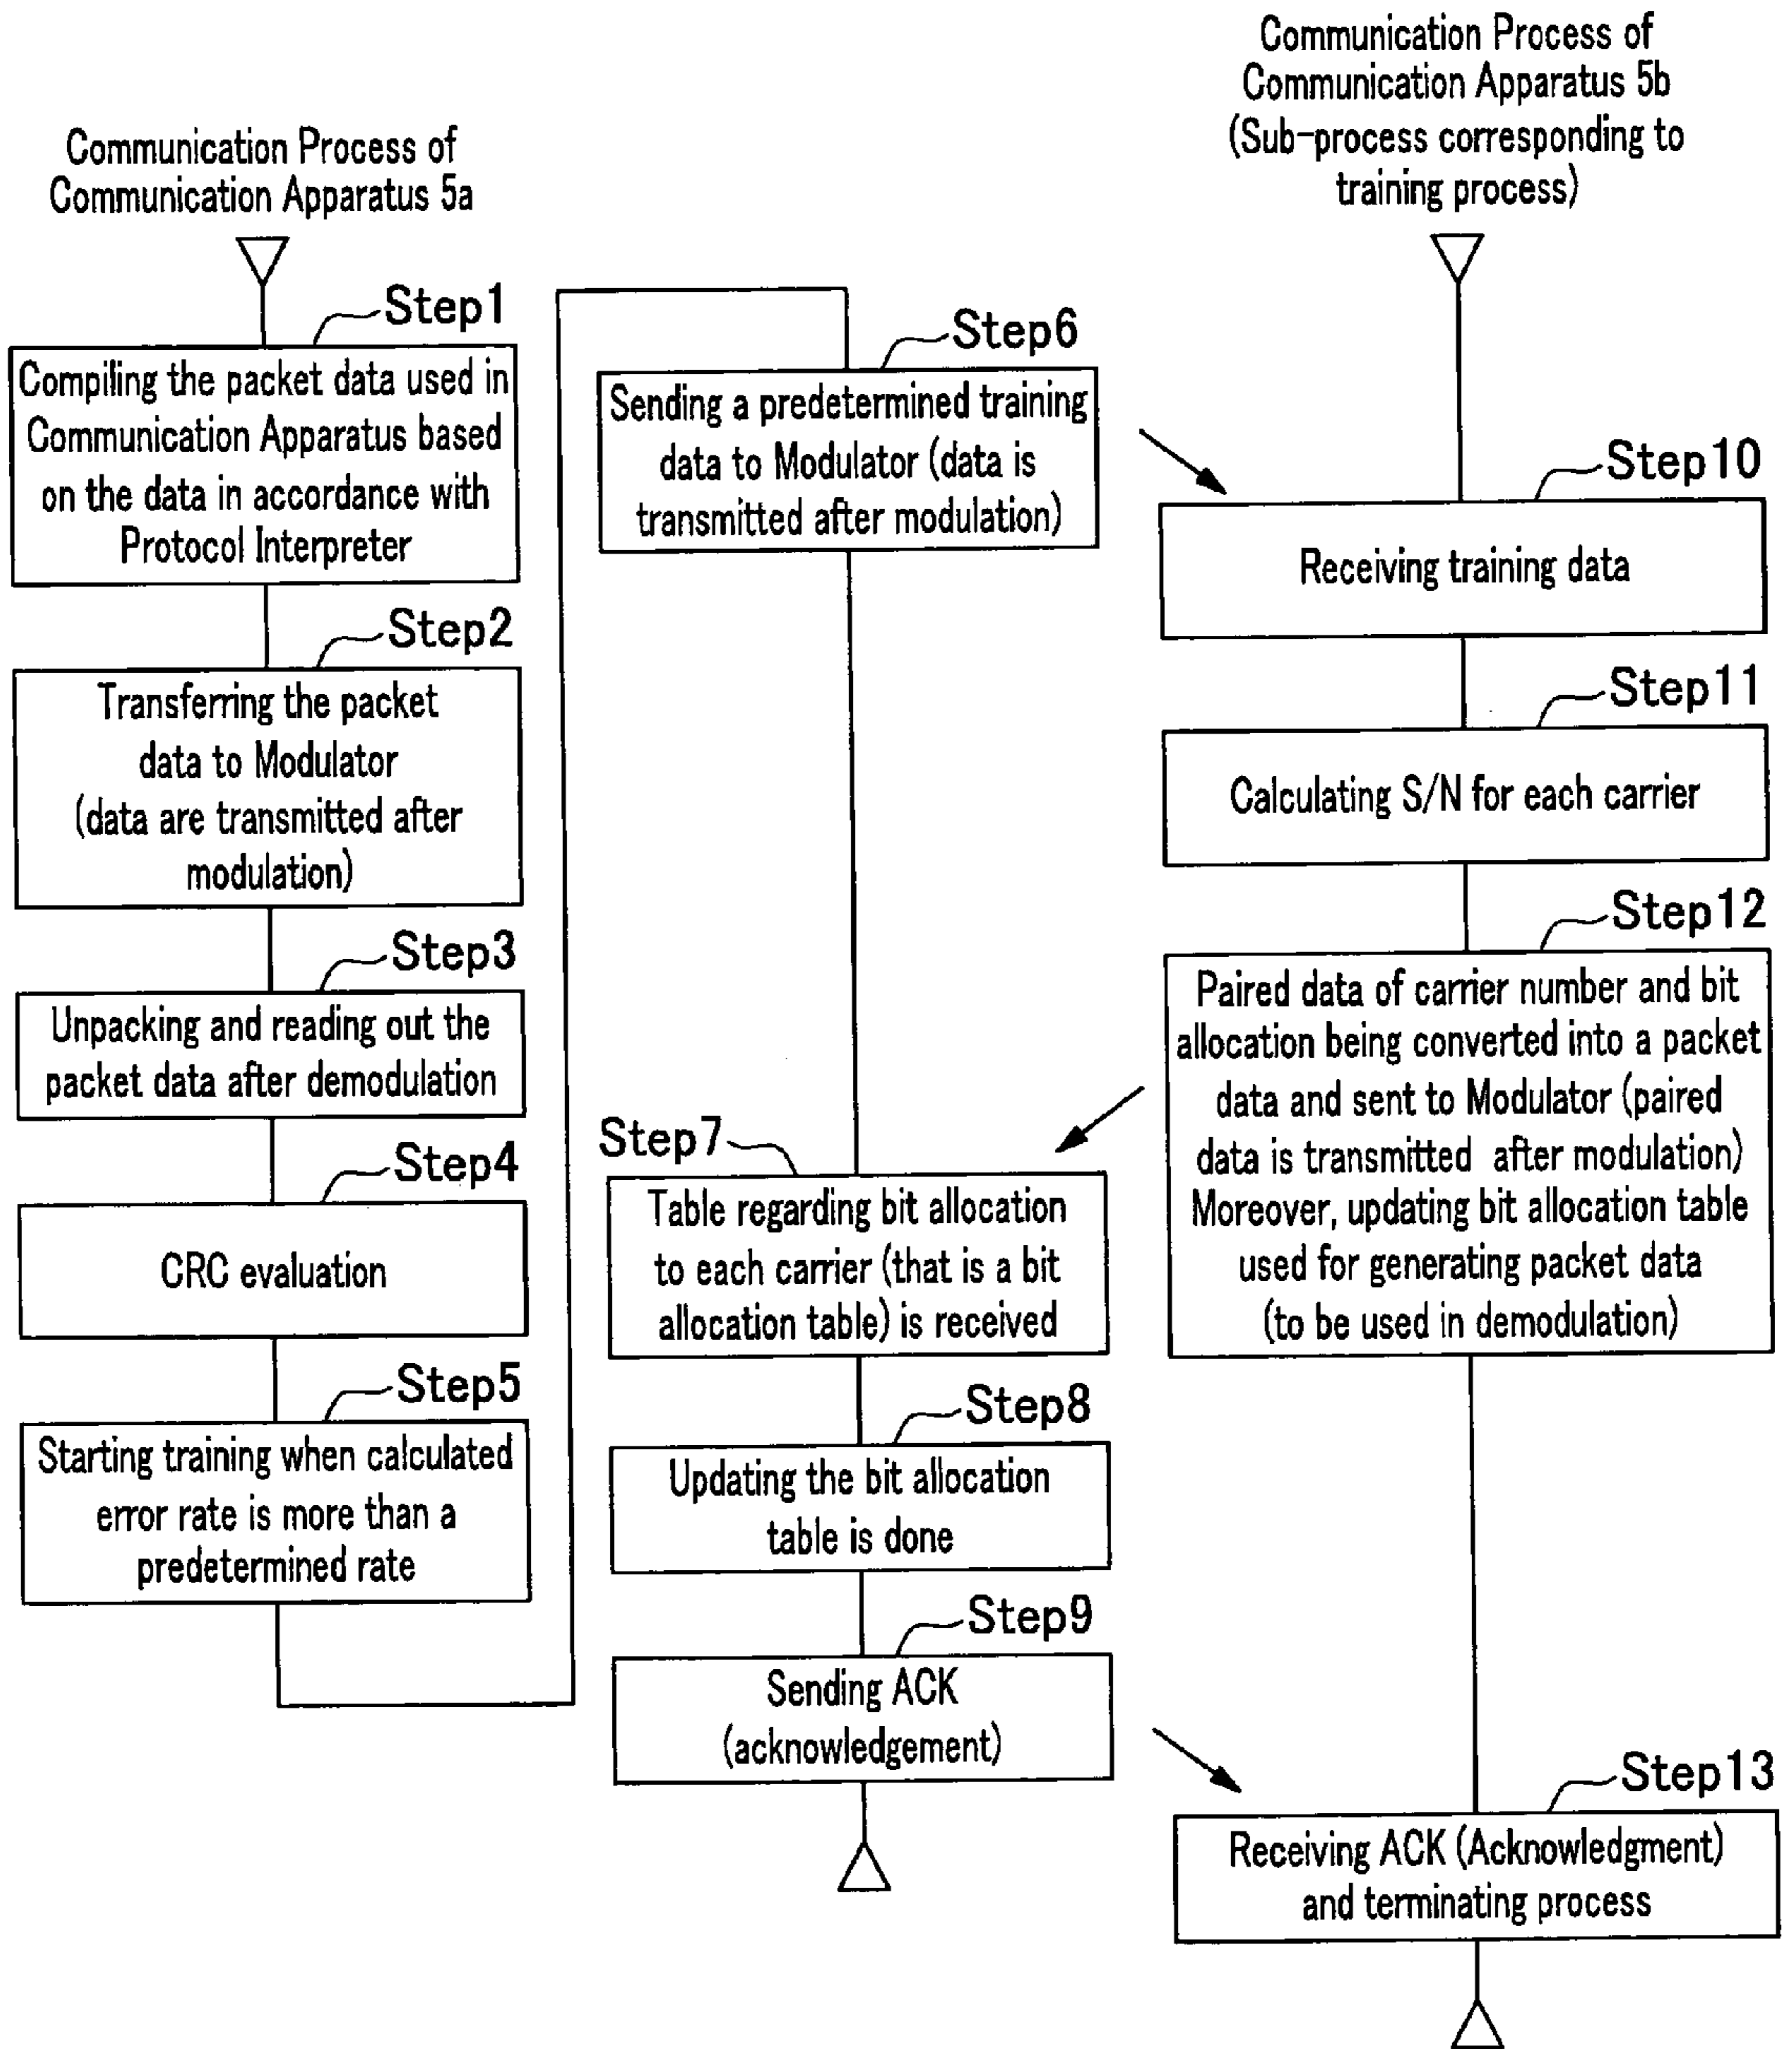 Communication Process of
Communication Apparatus 5a
Step1
Compiling the packet data used in
Communication Apparatus based
on the data in accordance with
Protocol Interpreter
Step2
Transferring the packet
data to Modulator
(data are transmitted after
modulation)
Step3
Unpacking and reading out the
packet data after demodulation
Step4
CRC evaluation
Step5
Starting training when calculated
error rate is more than a
predetermined rate
Step6
Sending a predetermined training
data to Modulator (data is
transmitted after modulation)
Step7
Table regarding bit allocation
to each carrier (that is a bit
allocation table) is received
Step8
Updating the bit allocation
table is done
Step9
Sending ACK
(acknowledgement)
Communication Process of
Communication Apparatus 5b
(Sub-process corresponding to
training process)
Step10
Receiving training data
Step11
Calculating S/N for each carrier
Step12
Paired data of carrier number and bit
allocation being converted into a packet
data and sent to Modulator (paired
data is transmitted after modulation)
Moreover, updating bit allocation table
used for generating packet data
(to be used in demodulation)
Step13
Receiving ACK (Acknowledgment)
and terminating process